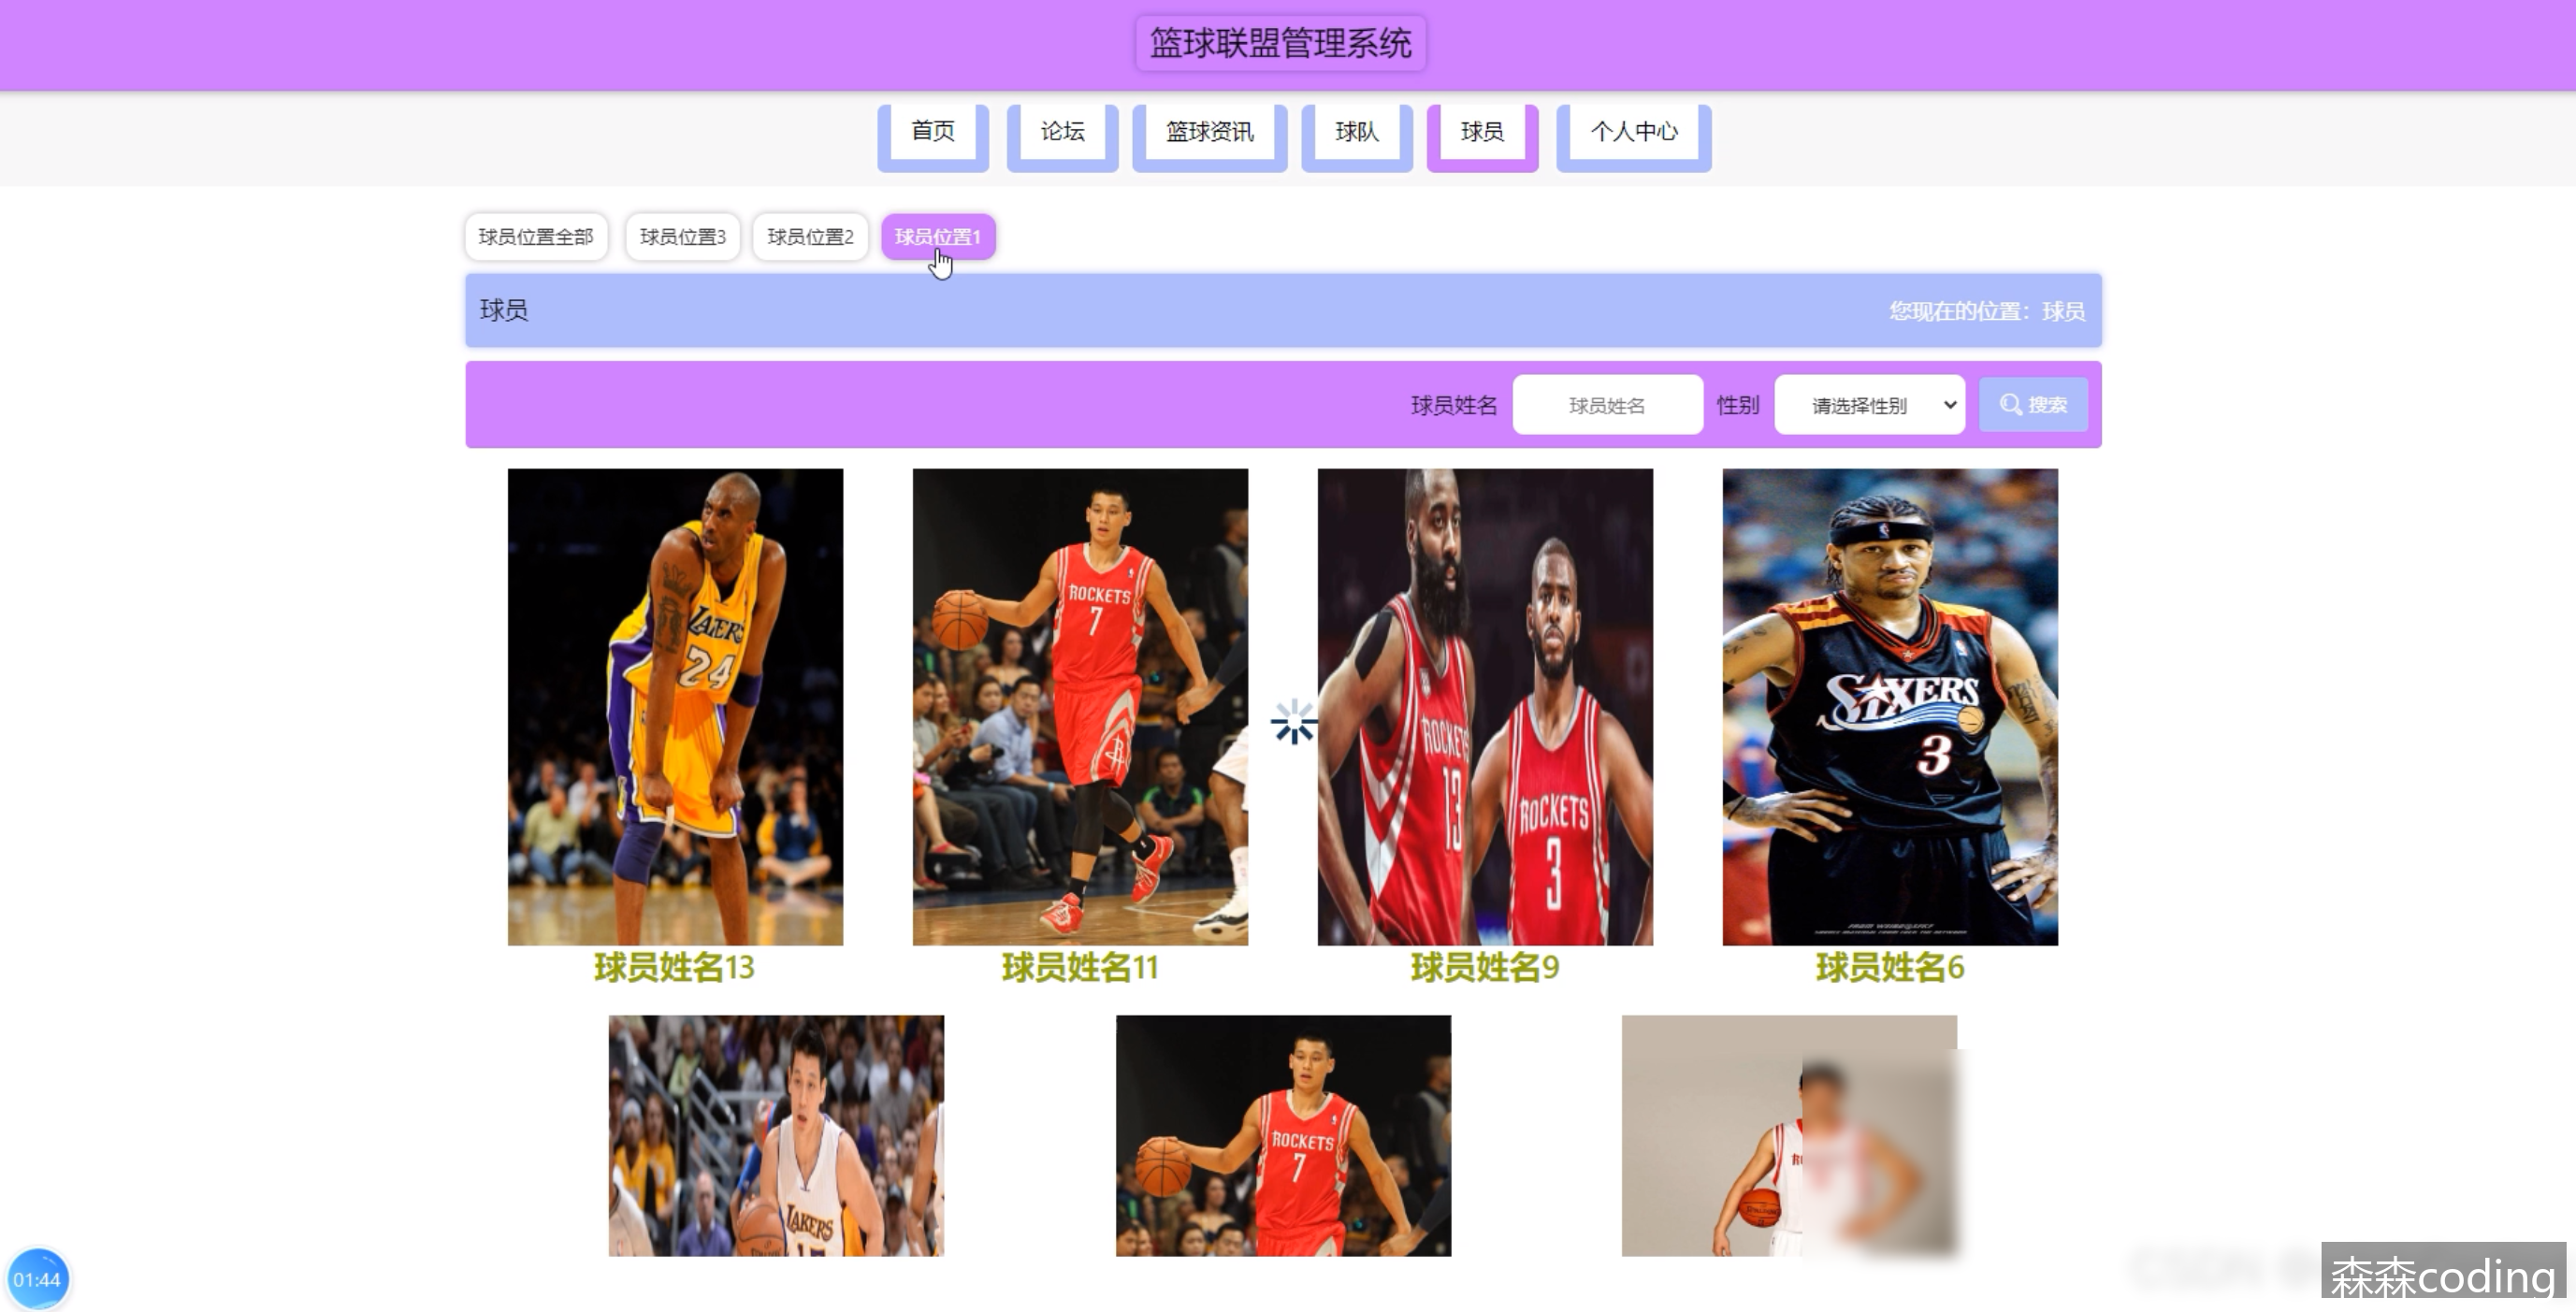 篮球联盟管理系统
首页
论坛
篮球资讯
球队
球员
个人中心
球员位置全部
球员位置3
球员位置2
球员位置1
球员
您现在的位置：球员
球员姓名
球员姓名
性别
请选择性别
搜索
LAKERS
24
ROCKETS
7
ROCKETS
13
ROCKETS
3
SIXERS
3
球员姓名13
球员姓名11
球员姓名9
球员姓名6
LAKERS
ROCKETS
7
01:44
CSDN @
森森coding